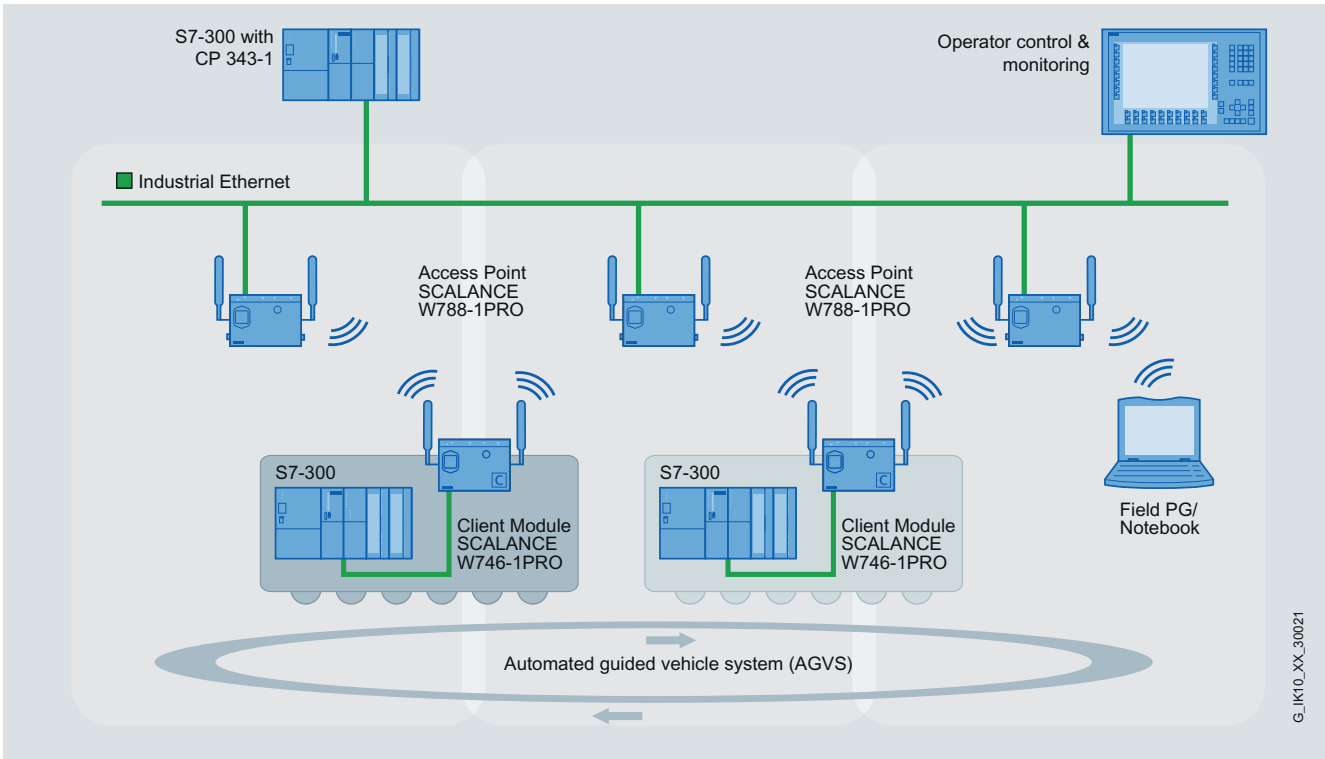 S7-300 with
CP 343-1
Operator control &
monitoring
Industrial Ethernet
Access Point
SCALANCE
W788-1PRO
Access Point
SCALANCE
W788-1PRO
S7-300
C
Client Module
SCALANCE
W746-1PRO
S7-300
C
Client Module
SCALANCE
W746-1PRO
Field PG/
Notebook
Automated guided vehicle system (AGVS)
G_IK10_XX_30021